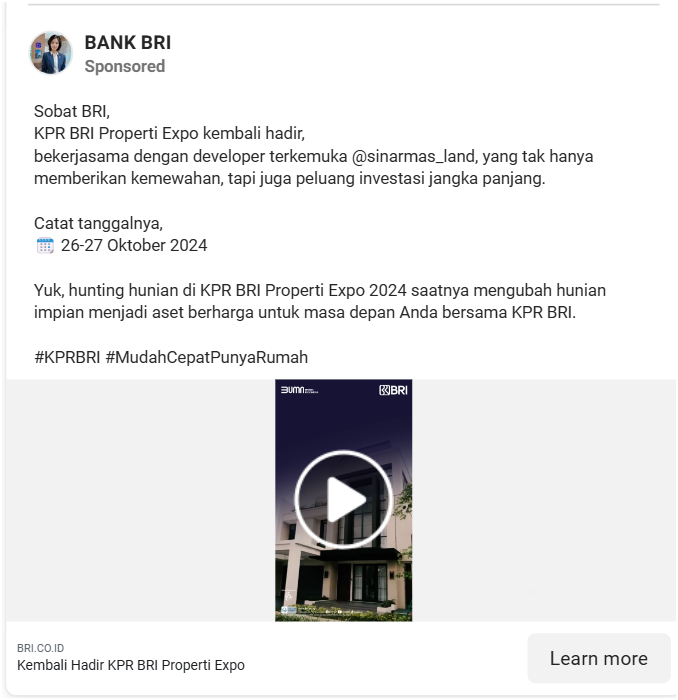 BANK BRI
Sponsored
Sobat BRI,
KPR BRI Properti Expo kembali hadir,
bekerjasama dengan developer terkemuka @sinarmas_land, yang tak hanya
memberikan kemewahan, tapi juga peluang investasi jangka panjang.
Catat tanggalnya,
26-27 Oktober 2024
Yuk, hunting hunian di KPR BRI Properti Expo 2024 saatnya mengubah hunian
impian menjadi aset berharga untuk masa depan Anda bersama KPR BRI.
#KPRBRI #MudahCepatPunyaRumah
BUMN
BRI
BRI.CO.ID
Kembali Hadir KPR BRI Properti Expo
Learn more